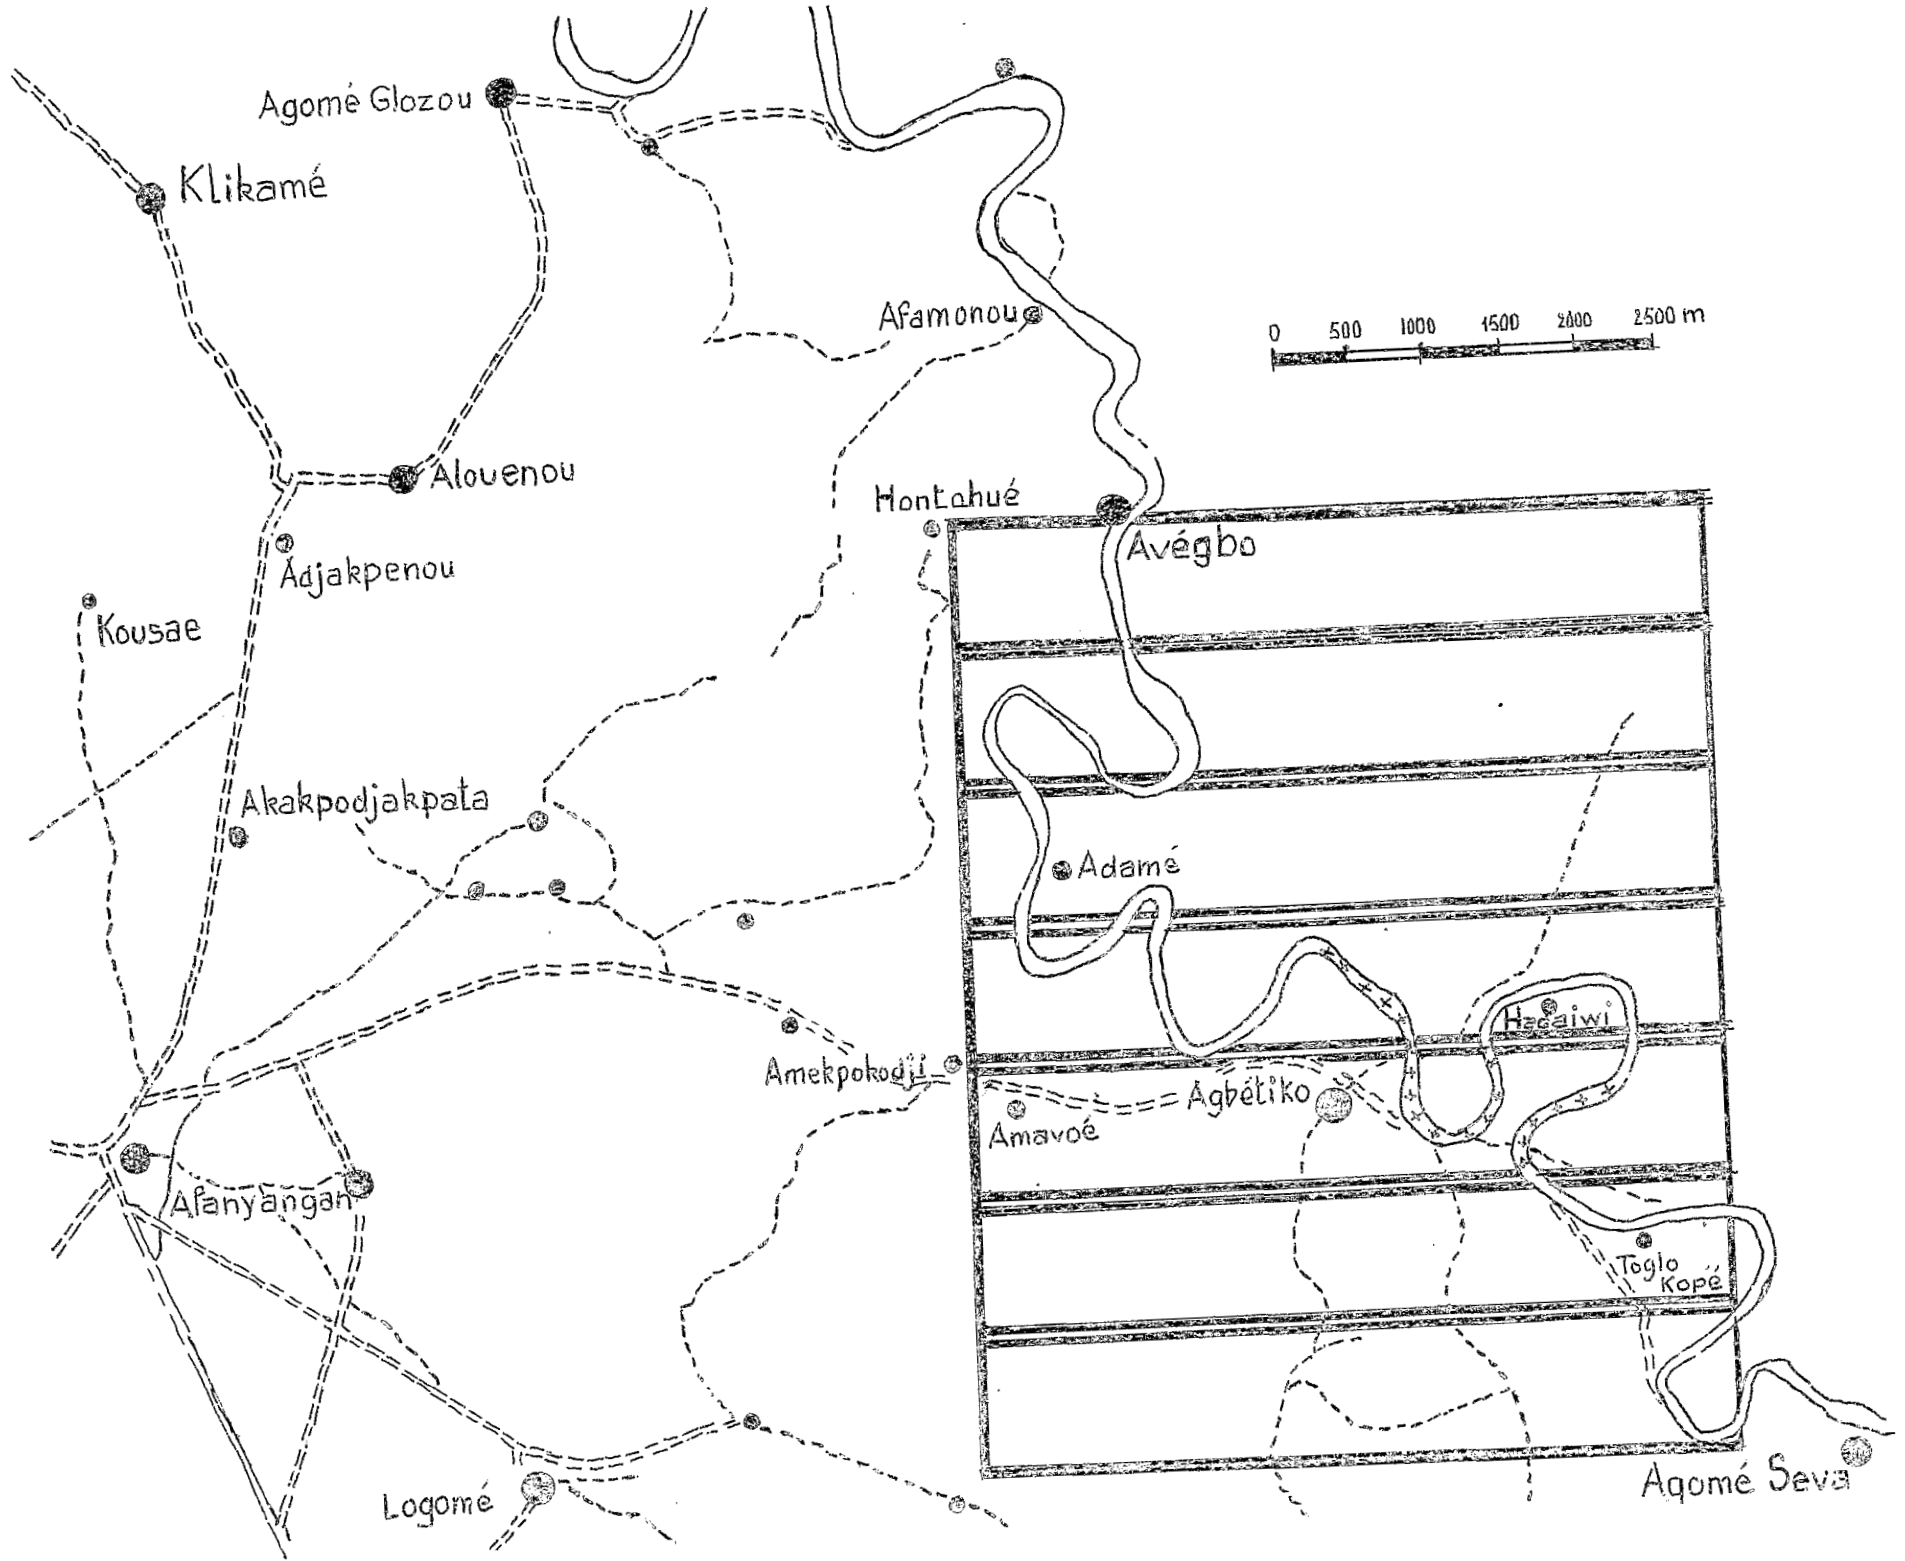 Agomé Glozou
Klikamé
Afamonou
0 500 1000 1500 2000 2500 m
Alouenou
Hontohué
Avégbo
Adjakpenou
Kousae
Akakpodjakpata
Adamé
Hacaiwi
Amekpokodji
Agbétiko
Amavoé
Afanyangan
Toglo
Kopé
Logomé
Agomé Seva